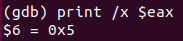 (gdb) print /x $eax
$6 = 0x5